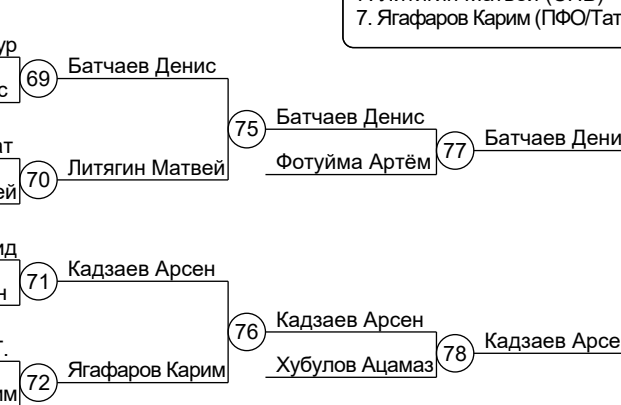 7. Ягафаров Карим (ПФО/Тат
69
Батчаев Денис
70
Литягин Матвей
75
Батчаев Денис
Фотуйма Артём
77
Батчаев Дени
71
Кадзаев Арсен
72
Ягафаров Карим
76
Кадзаев Арсен
Хубулов Ацамаз
78
Кадзаев Арсе